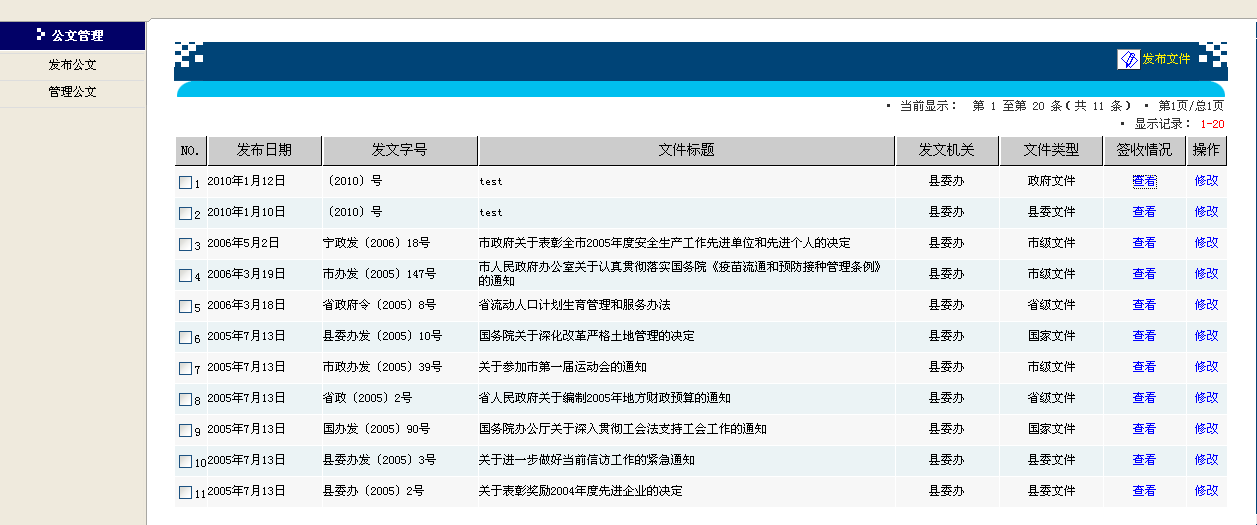 公文管理
发布公文
管理公文
发布文件
• 当前显示： 第 1 至第 20 条(共 11 条) • 第1页/总1页
• 显示记录： 1-20
NO. 发布日期 发文字号 文件标题 发文机关 文件类型 签收情况 操作
1 2010年1月12日 〔2010〕号 test 县委办 政府文件 查看 修改
2 2010年1月10日 〔2010〕号 test 县委办 县委文件 查看 修改
3 2006年5月2日 宁政发〔2006〕18号 市政府关于表彰全市2005年度安全生产工作先进单位和先进个人的决定 县委办 市级文件 查看 修改
4 2006年3月19日 市办发〔2005〕147号 市人民政府办公室关于认真贯彻落实国务院《疫苗流通和预防接种管理条例》
的通知 县委办 市级文件 查看 修改
5 2006年3月18日 省政府令〔2005〕8号 省流动人口计划生育管理和服务办法 县委办 省级文件 查看 修改
6 2005年7月13日 县委办发〔2005〕10号 国务院关于深化改革严格土地管理的决定 县委办 国家文件 查看 修改
7 2005年7月13日 市政办发〔2005〕39号 关于参加市第一届运动会的通知 县委办 市级文件 查看 修改
8 2005年7月13日 省政〔2005〕2号 省人民政府关于编制2005年地方财政预算的通知 县委办 省级文件 查看 修改
9 2005年7月13日 国办发〔2005〕90号 国务院办公厅关于深入贯彻工会法支持工会工作的通知 县委办 国家文件 查看 修改
10 2005年7月13日 县委办发〔2005〕3号 关于进一步做好当前信访工作的紧急通知 县委办 县委文件 查看 修改
11 2005年7月13日 县委办〔2005〕2号 关于表彰奖励2004年度先进企业的决定 县委办 县委文件 查看 修改